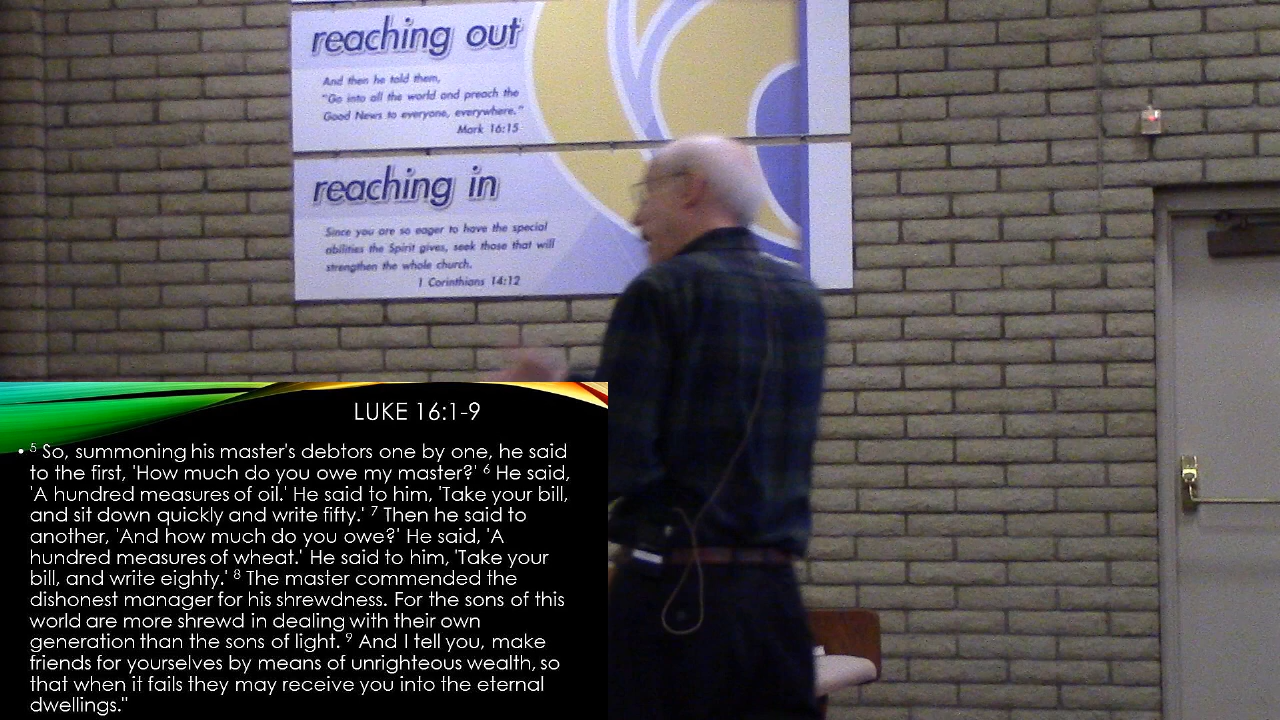 reaching out
And then he told them,
"Go into all the world and preach the
Good News to everyone, everywhere."
Mark 16:15
reaching in
Since you are so eager to have the special
abilities the Spirit gives, seek those that will
strengthen the whole church.
1 Corinthians 14:12
LUKE 16:1-9
• 5 So, summoning his master's debtors one by one, he said
to the first, 'How much do you owe my master?' 6 He said,
'A hundred measures of oil.' He said to him, 'Take your bill,
and sit down quickly and write fifty.' 7 Then he said to
another, 'And how much do you owe?' He said, 'A
hundred measures of wheat.' He said to him, 'Take your
bill, and write eighty.' 8 The master commended the
dishonest manager for his shrewdness. For the sons of this
world are more shrewd in dealing with their own
generation than the sons of light. 9 And I tell you, make
friends for yourselves by means of unrighteous wealth, so
that when it fails they may receive you into the eternal
dwellings."